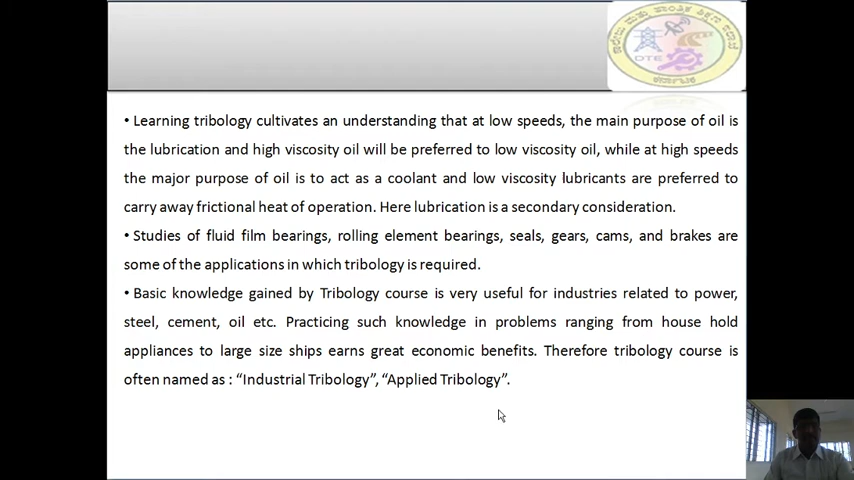 DTE
• Learning tribology cultivates an understanding that at low speeds, the main purpose of oil is
the lubrication and high viscosity oil will be preferred to low viscosity oil, while at high speeds
the major purpose of oil is to act as a coolant and low viscosity lubricants are preferred to
carry away frictional heat of operation. Here lubrication is a secondary consideration.
• Studies of fluid film bearings, rolling element bearings, seals, gears, cams, and brakes are
some of the applications in which tribology is required.
• Basic knowledge gained by Tribology course is very useful for industries related to power,
steel, cement, oil etc. Practicing such knowledge in problems ranging from house hold
appliances to large size ships earns great economic benefits. Therefore tribology course is
often named as : “Industrial Tribology”, “Applied Tribology”.